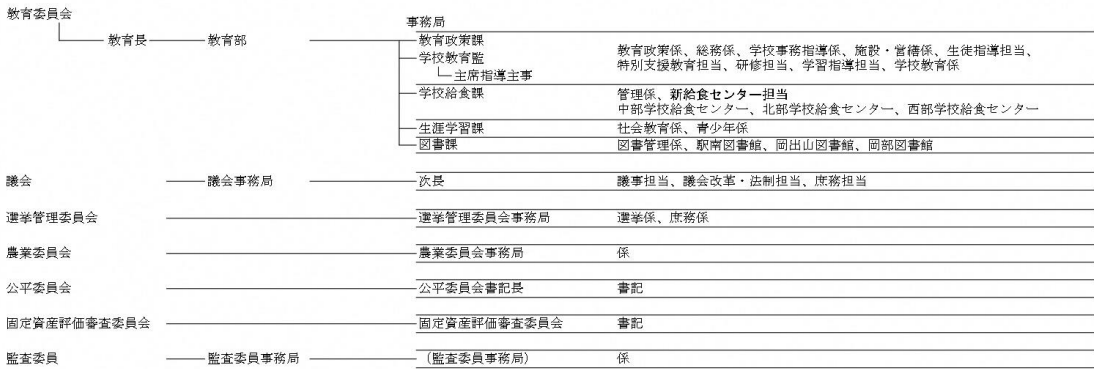 教育委員会
事務局
教育長 教育部 教育政策課
学校教育監 教育政策係、総務係、学校事務指導係、施設・営繕係、生徒指導担当、
主席指導主事 特別支援教育担当、研修担当、学習指導担当、学校教育係
学校給食課 管理係、新給食センター担当
中部学校給食センター、北部学校給食センター、西部学校給食センター
生涯学習課 社会教育係、青少年係
図書課 図書管理係、駅南図書館、岡出山図書館、岡部図書館
議会 議会事務局 次長 議事担当、議会改革・法制担当、庶務担当
選挙管理委員会 選挙管理委員会事務局 選挙係、庶務係
農業委員会 農業委員会事務局 係
公平委員会 公平委員会書記長 書記
固定資産評価審査委員会 固定資産評価審査委員会 書記
監査委員 監査委員事務局 （監査委員事務局） 係